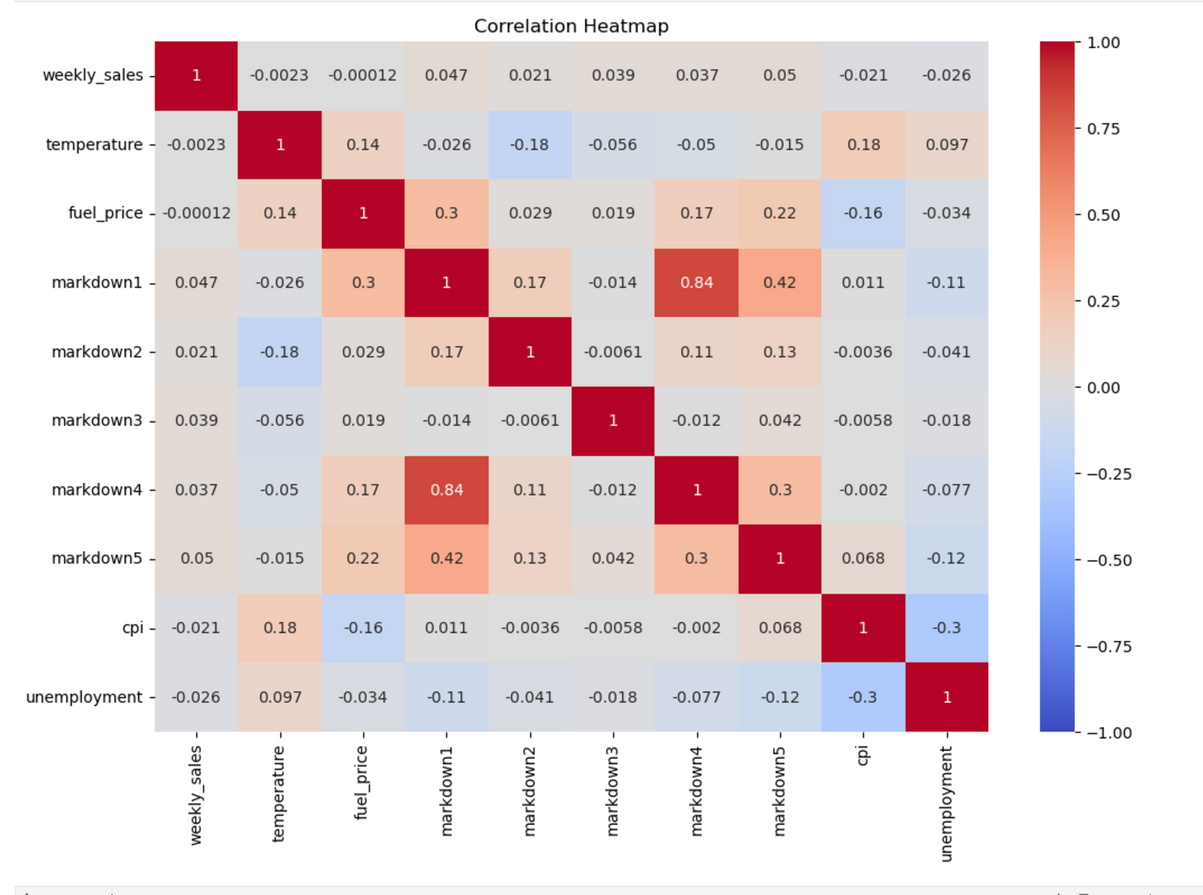 Correlation Heatmap
weekly_sales 1 -0.0023 -0.00012 0.047 0.021 0.039 0.037 0.05 -0.021 -0.026
temperature -0.0023 1 0.14 -0.026 -0.18 -0.056 -0.05 -0.015 0.18 0.097
fuel_price -0.00012 0.14 1 0.3 0.029 0.019 0.17 0.22 -0.16 -0.034
markdown1 0.047 -0.026 0.3 1 0.17 -0.014 0.84 0.42 0.011 -0.11
markdown2 0.021 -0.18 0.029 0.17 1 -0.0061 0.11 0.13 -0.0036 -0.041
markdown3 0.039 -0.056 0.019 -0.014 -0.0061 1 -0.012 0.042 -0.0058 -0.018
markdown4 0.037 -0.05 0.17 0.84 0.11 -0.012 1 0.3 -0.002 -0.077
markdown5 0.05 -0.015 0.22 0.42 0.13 0.042 0.3 1 0.068 -0.12
cpi -0.021 0.18 -0.16 0.011 -0.0036 -0.0058 -0.002 0.068 1 -0.3
unemployment -0.026 0.097 -0.034 -0.11 -0.041 -0.018 -0.077 -0.12 -0.3 1
weekly_sales
temperature
fuel_price
markdown1
markdown2
markdown3
markdown4
markdown5
cpi
unemployment
1.00
0.75
0.50
0.25
0.00
−0.25
−0.50
−0.75
−1.00